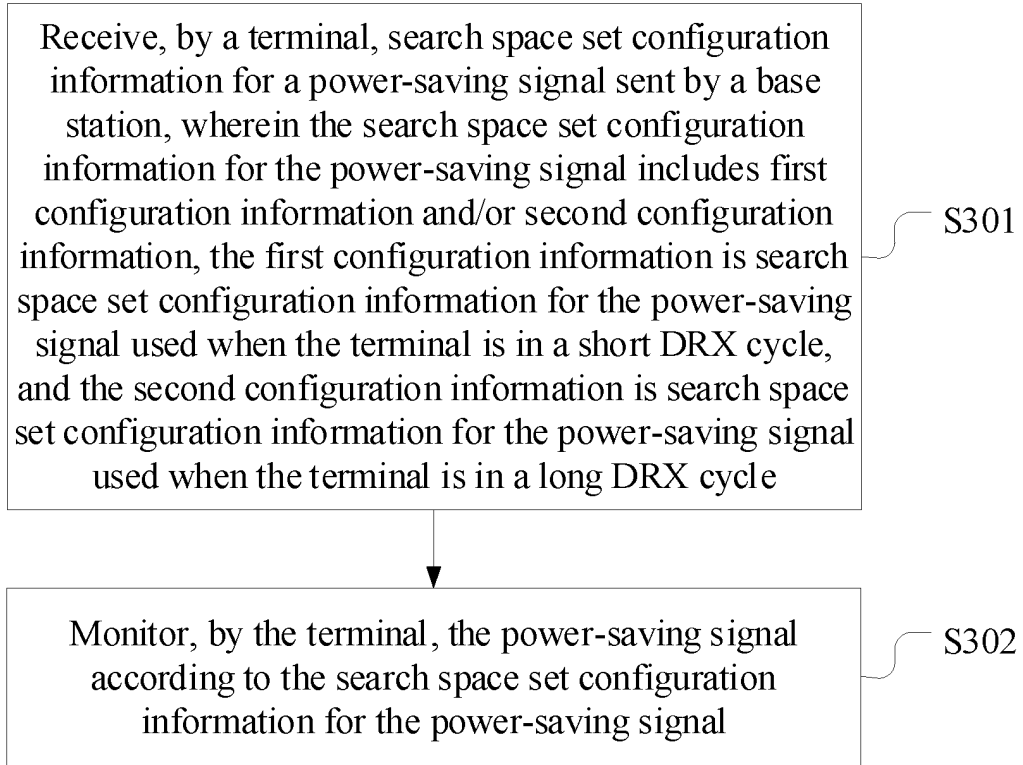 Receive, by a terminal, search space set configuration
information for a power-saving signal sent by a base
station, wherein the search space set configuration
information for the power-saving signal includes first
configuration information and/or second configuration
information, the first configuration information is search
space set configuration information for the power-saving
signal used when the terminal is in a short DRX cycle,
and the second configuration information is search space
set configuration information for the power-saving signal
used when the terminal is in a long DRX cycle
S301
Monitor, by the terminal, the power-saving signal
according to the search space set configuration
information for the power-saving signal
S302